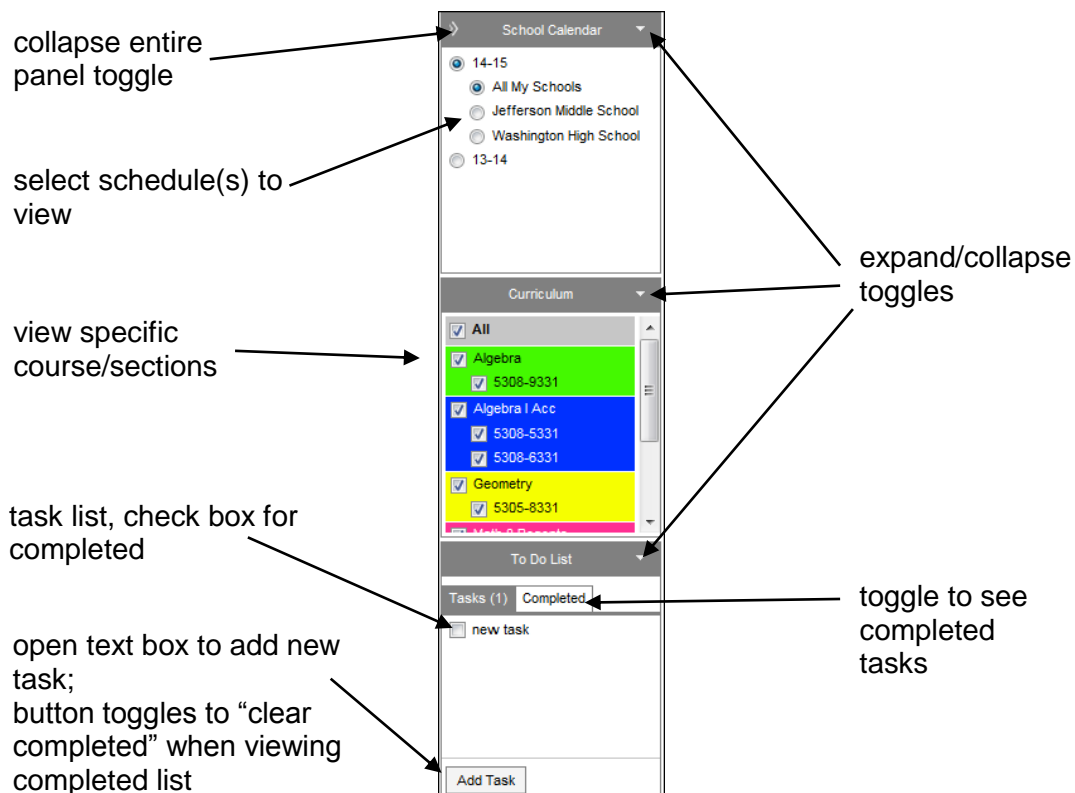 collapse entire
panel toggle
select schedule(s) to
view
view specific
course/sections
task list, check box for
completed
open text box to add new
task;
button toggles to “clear
completed” when viewing
completed list
School Calendar
14-15
All My Schools
Jefferson Middle School
Washington High School
13-14
Curriculum
All
Algebra
5308-9331
Algebra I Acc
5308-5331
5308-6331
Geometry
5305-8331
To Do List
Tasks (1) Completed
new task
Add Task
expand/collapse
toggles
toggle to see
completed
tasks